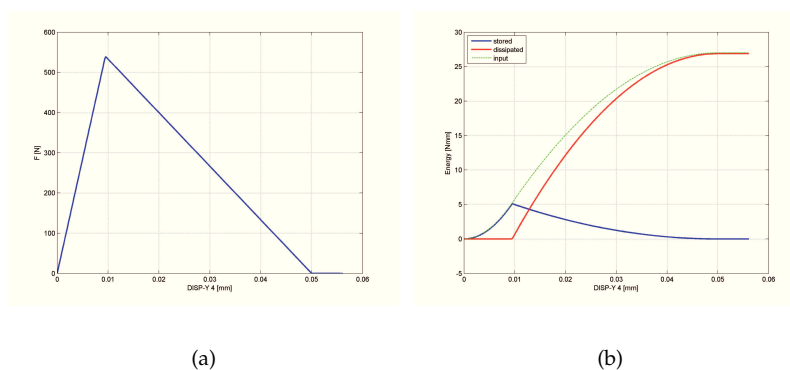 600
500
400
300
200
100
0
F [N]
0 0.01 0.02 0.03 0.04 0.05 0.06
DISP-Y 4 [mm]
(a)
30
25
20
15
10
5
0
-5
Energy [Nmm]
stored
dissipated
input
0 0.01 0.02 0.03 0.04 0.05 0.06
DISP-Y 4 [mm]
(b)